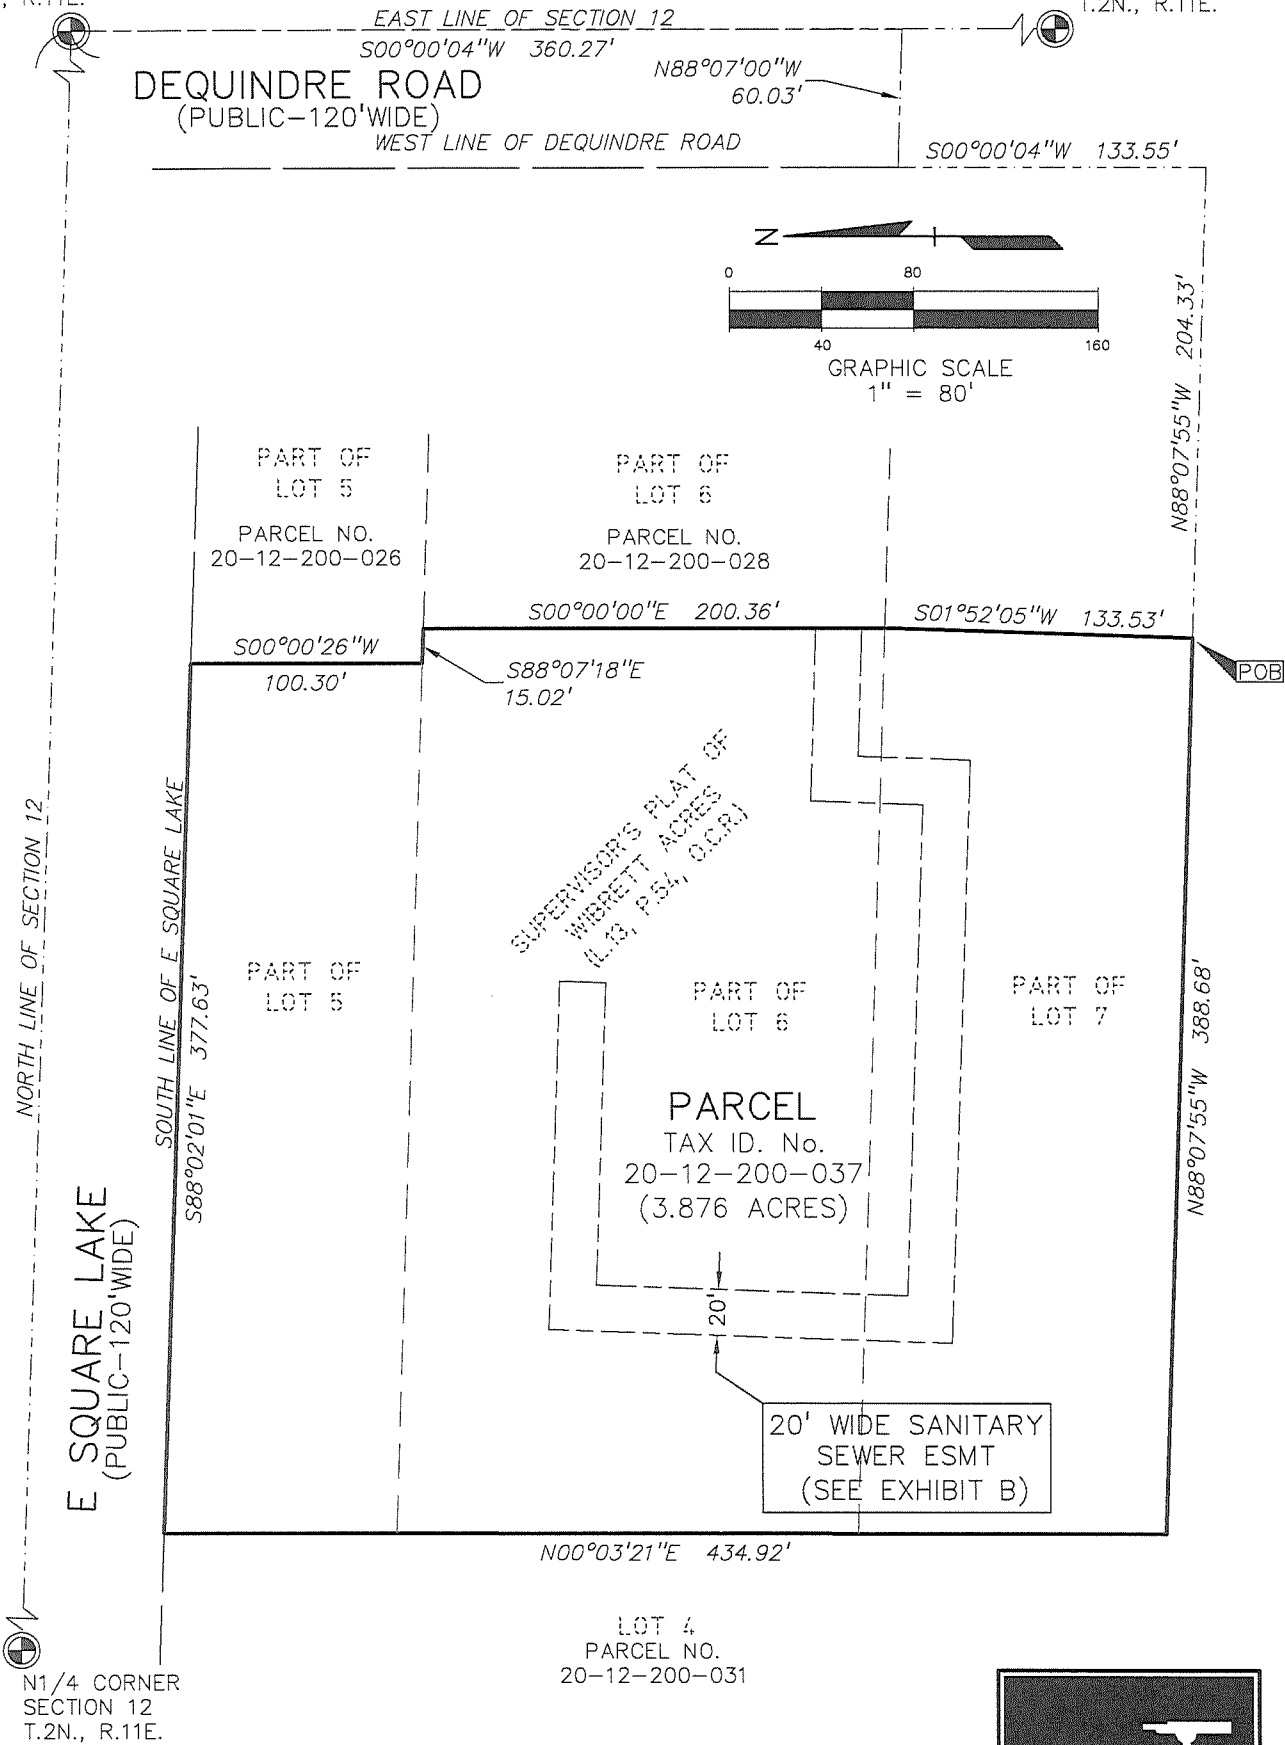 R.11E.
T.2N., R.11E.
EAST LINE OF SECTION 12
S00°00'04"W 360.27'
DEQUINDRE ROAD
(PUBLIC-120'WIDE)
N88°07'00"W
60.03'
WEST LINE OF DEQUINDRE ROAD
S00°00'04"W 133.55'
N
0
80
40
160
GRAPHIC SCALE
1" = 80'
N88°07'55"W 204.33'
PART OF
LOT 5
PARCEL NO.
20-12-200-026
PART OF
LOT 6
PARCEL NO.
20-12-200-028
S00°00'00"E 200.36'
S01°52'05"W 133.53'
S00°00'26"W
100.30'
S88°07'18"E
15.02'
POB
SUPERVISOR'S PLAT OF
WIBRETT ACRES
(L.13, P.54, O.C.R.)
NORTH LINE OF SECTION 12
SOUTH LINE OF E SQUARE LAKE
S88°02'01"E 377.63'
PART OF
LOT 5
PART OF
LOT 6
PART OF
LOT 7
N88°07'55"W 388.68'
PARCEL
TAX ID. No.
20-12-200-037
(3.876 ACRES)
E SQUARE LAKE
(PUBLIC-120'WIDE)
20'
20' WIDE SANITARY
SEWER ESMT
(SEE EXHIBIT B)
N00°03'21"E 434.92'
LOT 4
PARCEL NO.
20-12-200-031
N1/4 CORNER
SECTION 12
T.2N., R.11E.